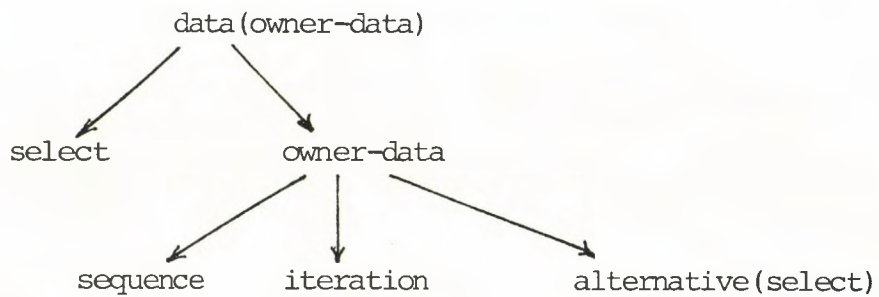 data(owner-data)
select owner-data
sequence iteration alternative(select)